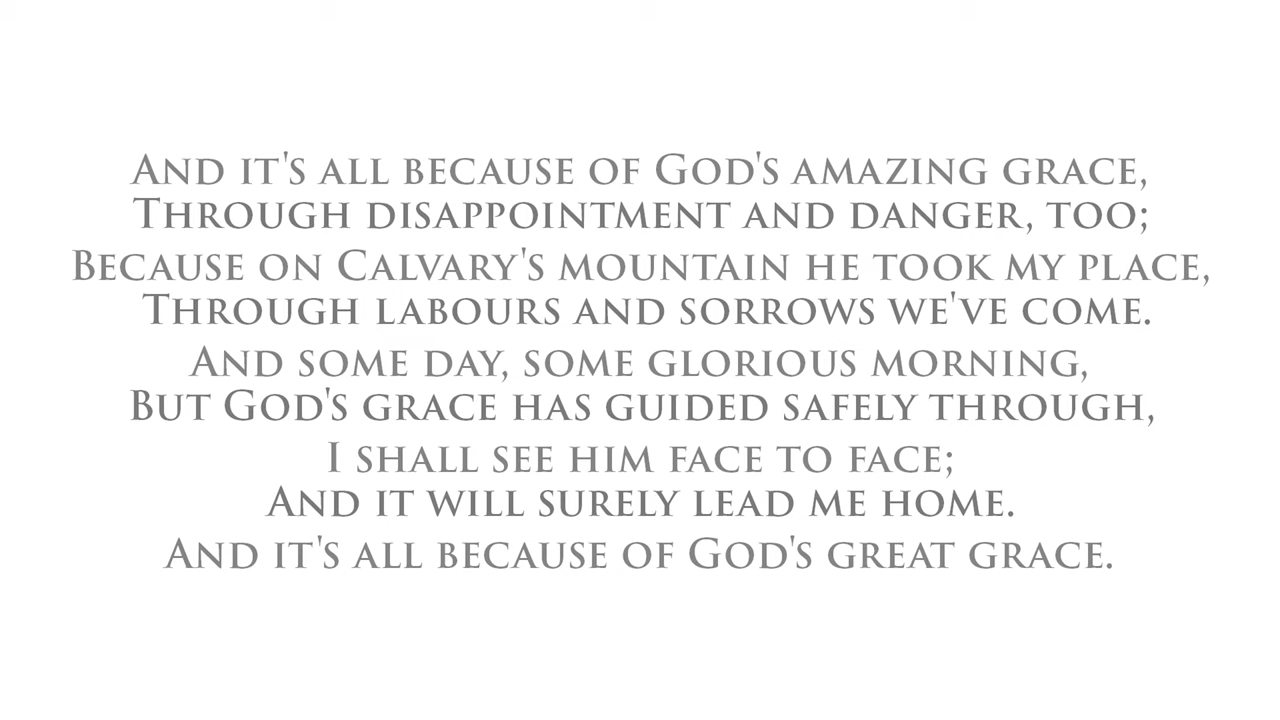 And it's all because of God's amazing grace,
Through disappointment and danger, too;
Because on Calvary's mountain he took my place,
Through labours and sorrows we've come.
And some day, some glorious morning,
But God's grace has guided safely through,
I shall see him face to face;
And it will surely lead me home.
And it's all because of God's great grace.